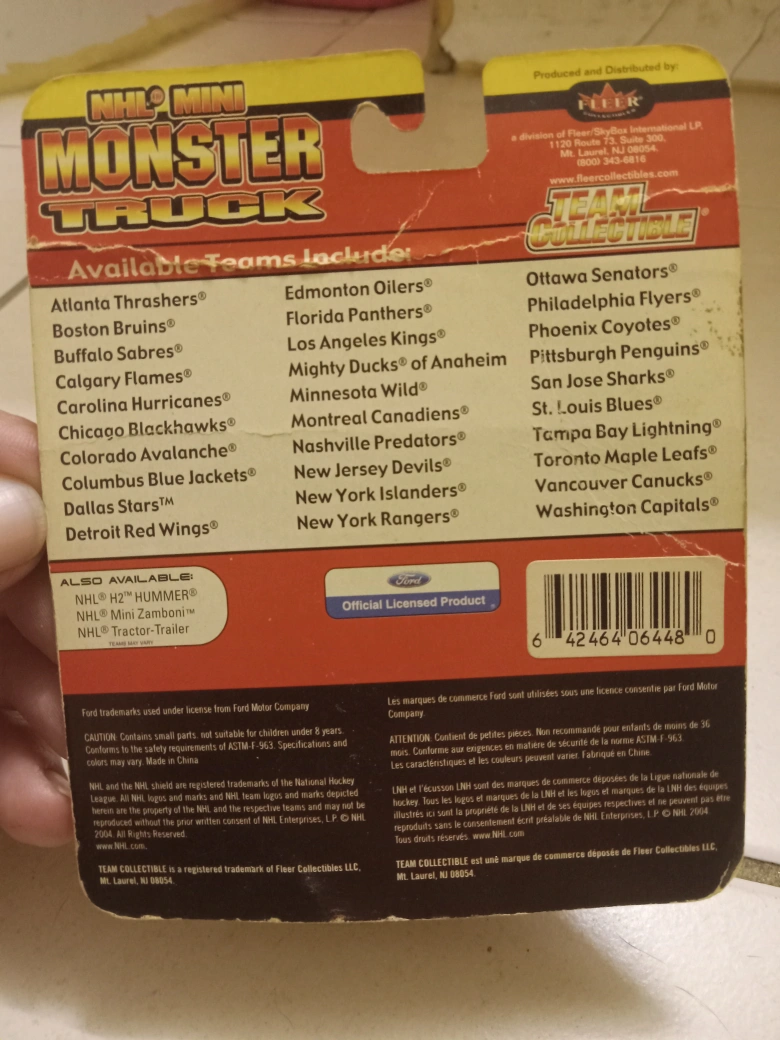 NHL® MINI
MONSTER
TRUCK
Produced and Distributed by:
FLEER
COLLECTIBLES
a division of Fleer/SkyBox International LP.
1120 Route 73, Suite 300,
Mt. Laurel, NJ 08054.
(800) 343-6816
www.fleercollectibles.com
TEAM
COLLECTIBLE®
Available Teams Include:
Atlanta Thrashers®
Boston Bruins®
Buffalo Sabres®
Calgary Flames®
Carolina Hurricanes®
Chicago Blackhawks®
Colorado Avalanche®
Columbus Blue Jackets®
Dallas Stars™
Detroit Red Wings®
Edmonton Oilers®
Florida Panthers®
Los Angeles Kings®
Mighty Ducks® of Anaheim
Minnesota Wild®
Montreal Canadiens®
Nashville Predators®
New Jersey Devils®
New York Islanders®
New York Rangers®
Ottawa Senators®
Philadelphia Flyers®
Phoenix Coyotes®
Pittsburgh Penguins®
San Jose Sharks®
St. Louis Blues®
Tampa Bay Lightning®
Toronto Maple Leafs®
Vancouver Canucks®
Washington Capitals®
ALSO AVAILABLE:
NHL® H2™ HUMMER®
NHL® Mini Zamboni™
NHL® Tractor-Trailer
TEAMS MAY VARY
Ford
Official Licensed Product
6 42464 06448 0
Ford trademarks used under license from Ford Motor Company
CAUTION: Contains small parts. not suitable for children under 8 years.
Conforms to the safety requirements of ASTM-F-963. Specifications and
colors may vary. Made in China
NHL and the NHL shield are registered trademarks of the National Hockey
League. All NHL logos and marks and NHL team logos and marks depicted
herein are the property of the NHL and the respective teams and may not be
reproduced without the prior written consent of NHL Enterprises, L.P. © NHL
2004. All Rights Reserved.
www.NHL.com.
TEAM COLLECTIBLE is a registered trademark of Fleer Collectibles LLC,
Mt. Laurel, NJ 08054.
Les marques de commerce Ford sont utilisées sous une licence consentie par Ford Motor
Company.
ATTENTION: Contient de petites pièces. Non recommandé pour enfants de moins de 36
mois. Conforme aux exigences en matière de sécurité de la norme ASTM-F-963.
Les caractéristiques et les couleurs peuvent varier. Fabriqué en Chine.
LNH et l'écusson LNH sont des marques de commerce déposées de la Ligue nationale de
hockey. Tous les logos et marques de la LNH et les logos et marques de la LNH des équipes
illustrés ici sont la propriété de la LNH et de ses équipes respectives et ne peuvent pas être
reproduits sans le consentement écrit préalable de NHL Enterprises, L.P. © NHL 2004.
Tous droits réservés. www.NHL.com
TEAM COLLECTIBLE est unë marque de commerce déposée de Fleer Collectibles LLC,
Mt. Laurel, NJ 08054.